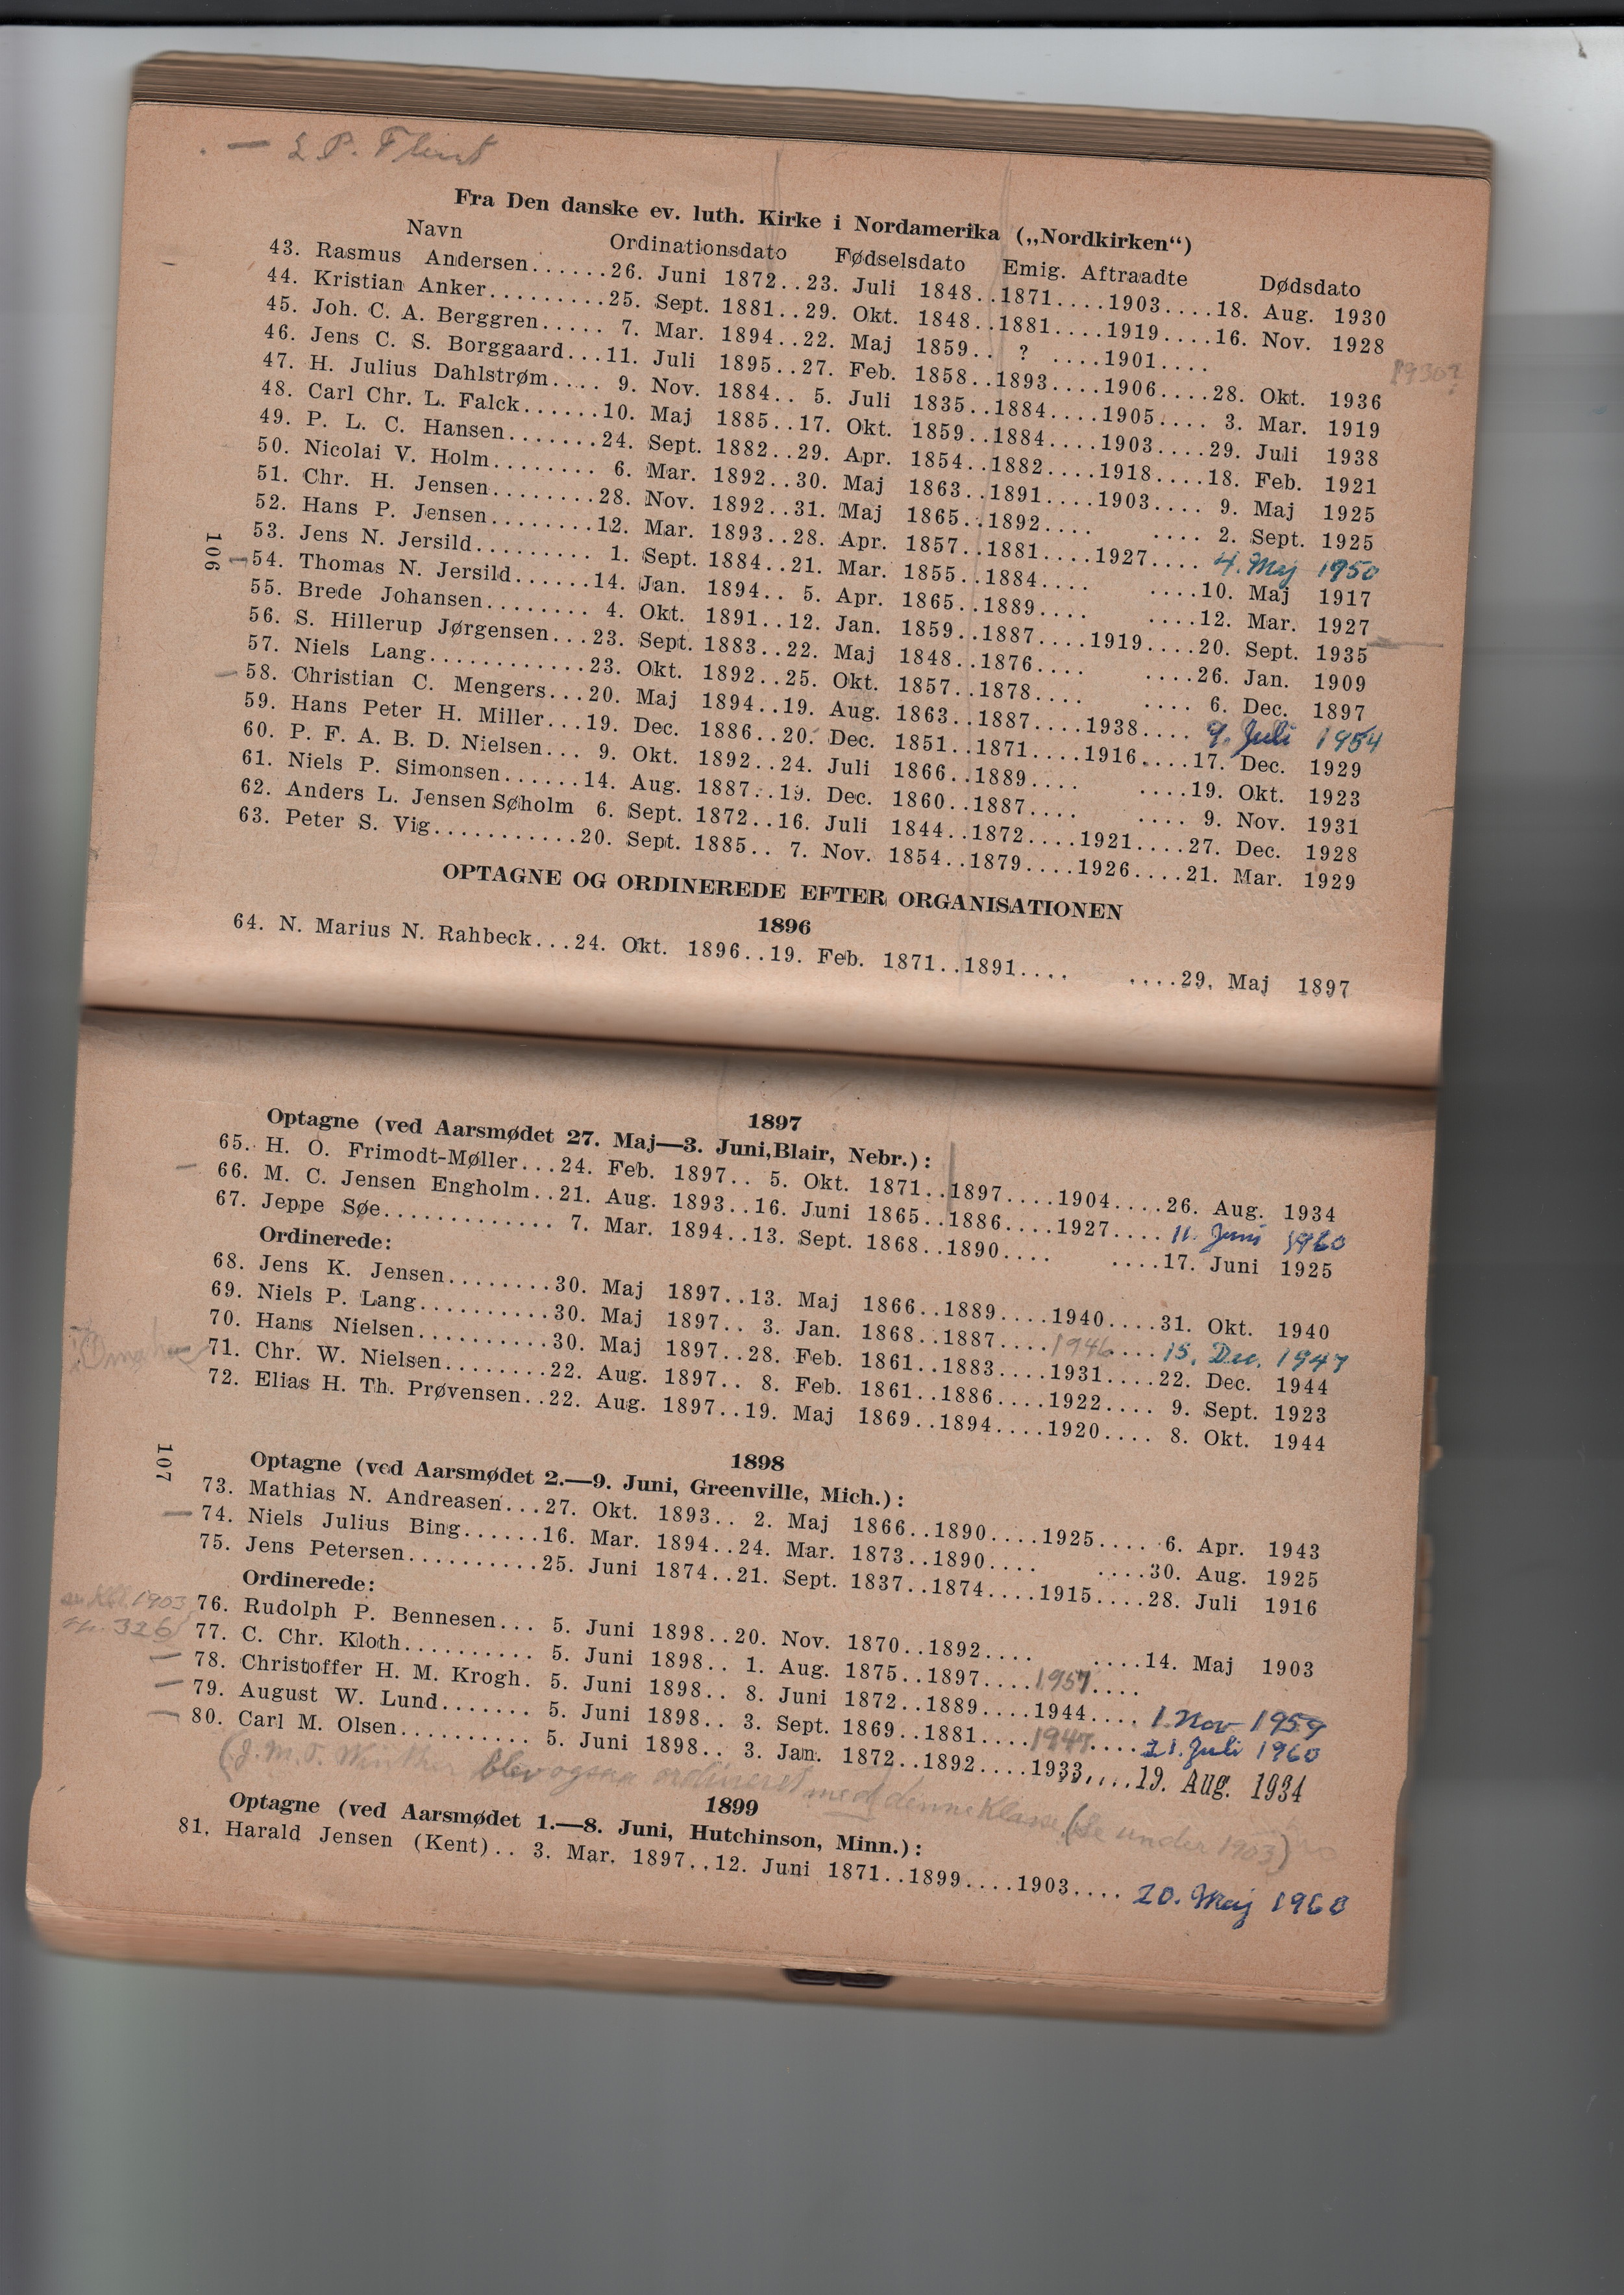 — L P. Flint
Fra Den danske ev. luth. Kirke i Nordamerika („Nordkirken“)
Navn Ordinationsdato Fødselsdato Emig. Aftraadte Dødsdato
43. Rasmus Andersen......26. Juni 1872..23. Juli 1848..1871....1903....18. Aug. 1930
44. Kristian Anker.........25. Sept. 1881..29. Okt. 1848..1881....1919....16. Nov. 1928
45. Joh. C. A. Berggren..... 7. Mar. 1894..22. Maj 1859.. ? ....1901.... 1930?
46. Jens C. S. Borggaard...11. Juli 1895..27. Feb. 1858..1893....1906....28. Okt. 1936
47. H. Julius Dahlstrøm.... 9. Nov. 1884.. 5. Juli 1835..1884....1905.... 3. Mar. 1919
48. Carl Chr. L. Falck......10. Maj 1885..17. Okt. 1859..1884....1903....29. Juli 1938
49. P. L. C. Hansen.......24. Sept. 1882..29. Apr. 1854..1882....1918....18. Feb. 1921
50. Nicolai V. Holm........ 6. Mar. 1892..30. Maj 1863..1891....1903.... 9. Maj 1925
51. Chr. H. Jensen........28. Nov. 1892..31. Maj 1865..1892.... .... 2. Sept. 1925
52. Hans P. Jensen........12. Mar. 1893..28. Apr. 1857..1881....1927.... 4. Maj 1950
53. Jens N. Jersild......... 1. Sept. 1884..21. Mar. 1855..1884.... ....10. Maj 1917
54. Thomas N. Jersild......14. Jan. 1894.. 5. Apr. 1865..1889.... ....12. Mar. 1927
55. Brede Johansen........ 4. Okt. 1891..12. Jan. 1859..1887....1919....20. Sept. 1935
56. S. Hillerup Jørgensen...23. Sept. 1883..22. Maj 1848..1876.... ....26. Jan. 1909
57. Niels Lang............23. Okt. 1892..25. Okt. 1857..1878.... .... 6. Dec. 1897
58. Christian C. Mengers...20. Maj 1894..19. Aug. 1863..1887....1938.... 9. Juli 1954
59. Hans Peter H. Miller...19. Dec. 1886..20. Dec. 1851..1871....1916....17. Dec. 1929
60. P. F. A. B. D. Nielsen... 9. Okt. 1892..24. Juli 1866..1889.... ....19. Okt. 1923
61. Niels P. Simonsen......14. Aug. 1887..19. Dec. 1860..1887.... .... 9. Nov. 1931
62. Anders L. Jensen Søholm 6. Sept. 1872..16. Juli 1844..1872....1921....27. Dec. 1928
63. Peter S. Vig...........20. Sept. 1885.. 7. Nov. 1854..1879....1926....21. Mar. 1929
OPTAGNE OG ORDINEREDE EFTER ORGANISATIONEN
1896
64. N. Marius N. Rahbeck...24. Okt. 1896..19. Feb. 1871..1891.... ....29. Maj 1897
106
1897
Optagne (ved Aarsmødet 27. Maj—3. Juni, Blair, Nebr.):
65. H. O. Frimodt-Møller...24. Feb. 1897.. 5. Okt. 1871..1897....1904....26. Aug. 1934
66. M. C. Jensen Engholm..21. Aug. 1893..16. Juni 1865..1886....1927.... 11. Juni 1960
67. Jeppe Søe............. 7. Mar. 1894..13. Sept. 1868..1890.... ....17. Juni 1925
Ordinerede:
68. Jens K. Jensen........30. Maj 1897..13. Maj 1866..1889....1940....31. Okt. 1940
69. Niels P. Lang..........30. Maj 1897.. 3. Jan. 1868..1887....1946....15. Dec. 1947
70. Hans Nielsen..........30. Maj 1897..28. Feb. 1861..1883....1931....22. Dec. 1944
71. Chr. W. Nielsen........22. Aug. 1897.. 8. Feb. 1861..1886....1922.... 9. Sept. 1923
72. Elias H. Th. Prøvensen..22. Aug. 1897..19. Maj 1869..1894....1920.... 8. Okt. 1944
1898
Optagne (ved Aarsmødet 2.—9. Juni, Greenville, Mich.):
73. Mathias N. Andreasen...27. Okt. 1893.. 2. Maj 1866..1890....1925..... 6. Apr. 1943
74. Niels Julius Bing......16. Mar. 1894..24. Mar. 1873..1890.... ....30. Aug. 1925
75. Jens Petersen..........25. Juni 1874..21. Sept. 1837..1874....1915....28. Juli 1916
Ordinerede:
1903
p. 326
76. Rudolph P. Bennesen... 5. Juni 1898..20. Nov. 1870..1892.... ....14. Maj 1903
77. C. Chr. Kloth.......... 5. Juni 1898.. 1. Aug. 1875..1897....1957....
78. Christoffer H. M. Krogh. 5. Juni 1898.. 8. Juni 1872..1889....1944.... 1. Nov 1959
79. August W. Lund....... 5. Juni 1898.. 3. Sept. 1869..1881....1947.... 21. Juli 1960
80. Carl M. Olsen.......... 5. Juni 1898.. 3. Jan. 1872..1892....1933....19. Aug. 1934
(J. M. T. Winther blev ogsaa ordineret med denne Klasse (Se under 1903)
1899
Optagne (ved Aarsmødet 1.—8. Juni, Hutchinson, Minn.):
81. Harald Jensen (Kent).. 3. Mar. 1897..12. Juni 1871..1899....1903.... 20. Maj 1960
107